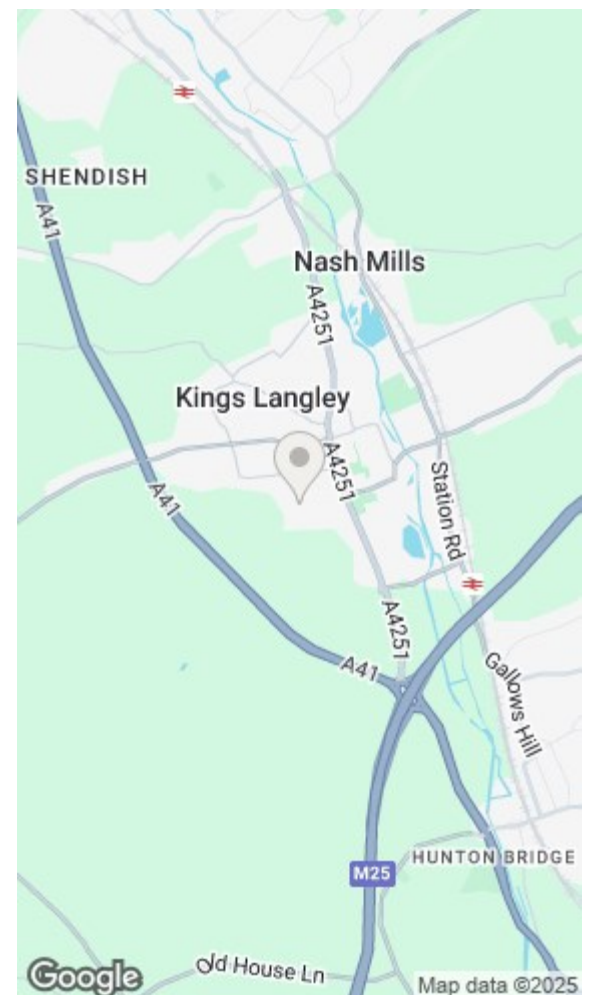 SHENDISH
A41
Nash Mills
A4251
Kings Langley
A4251
Station Rd
A41
A4251
A41
Gallows Hill
HUNTON BRIDGE
M25
Old House Ln
Google
Map data ©2025